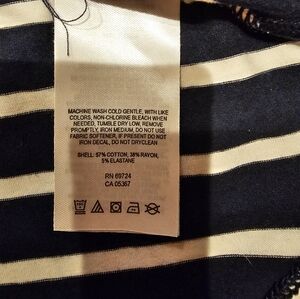 MACHINE WASH COLD GENTLE, WITH LIKE
COLORS, NON-CHLORINE BLEACH WHEN
NEEDED, TUMBLE DRY LOW, REMOVE
PROMPTLY, IRON MEDIUM, DO NOT USE
FABRIC SOFTENER, IF PRESENT DO NOT
IRON DECAL, DO NOT DRYCLEAN
SHELL: 57% COTTON, 38% RAYON,
5% ELASTANE
RN 69724
CA 05367